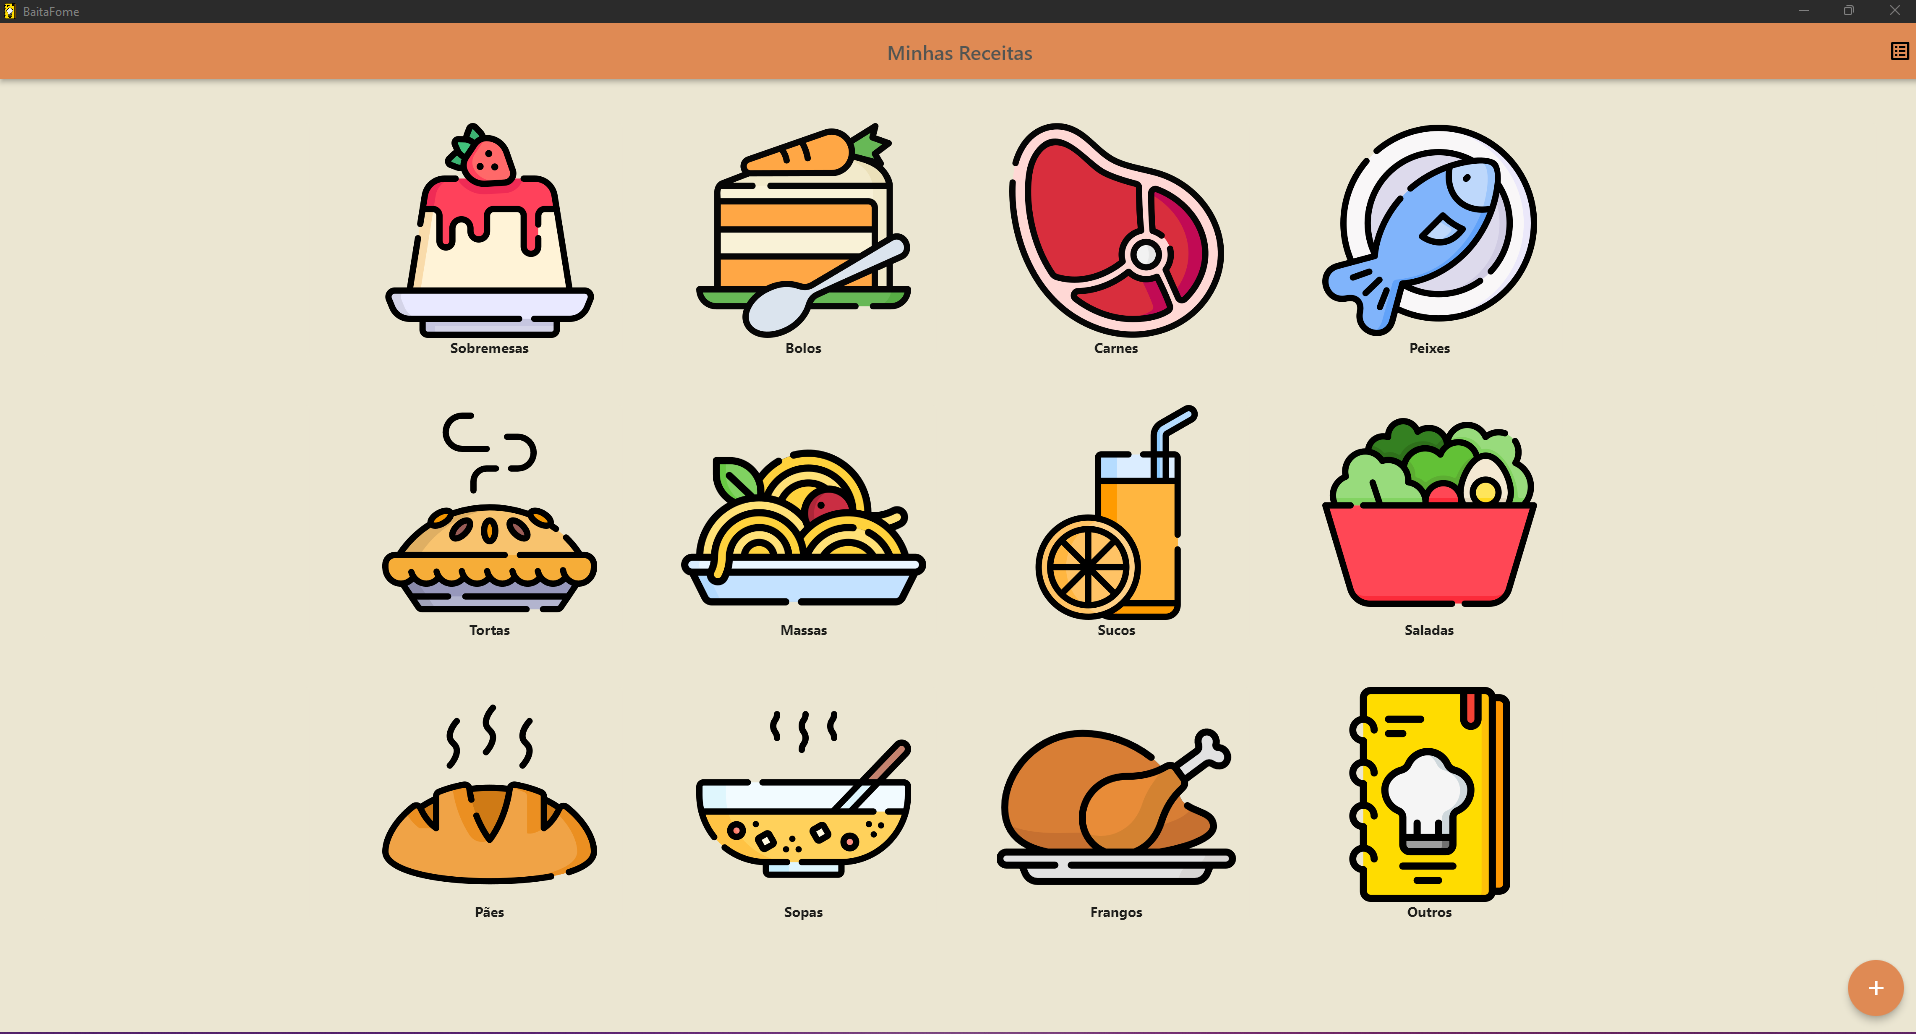 BaitaFome
Minhas Receitas
Sobremesas
Bolos
Carnes
Peixes
Tortas
Massas
Sucos
Saladas
Pães
Sopas
Frangos
Outros